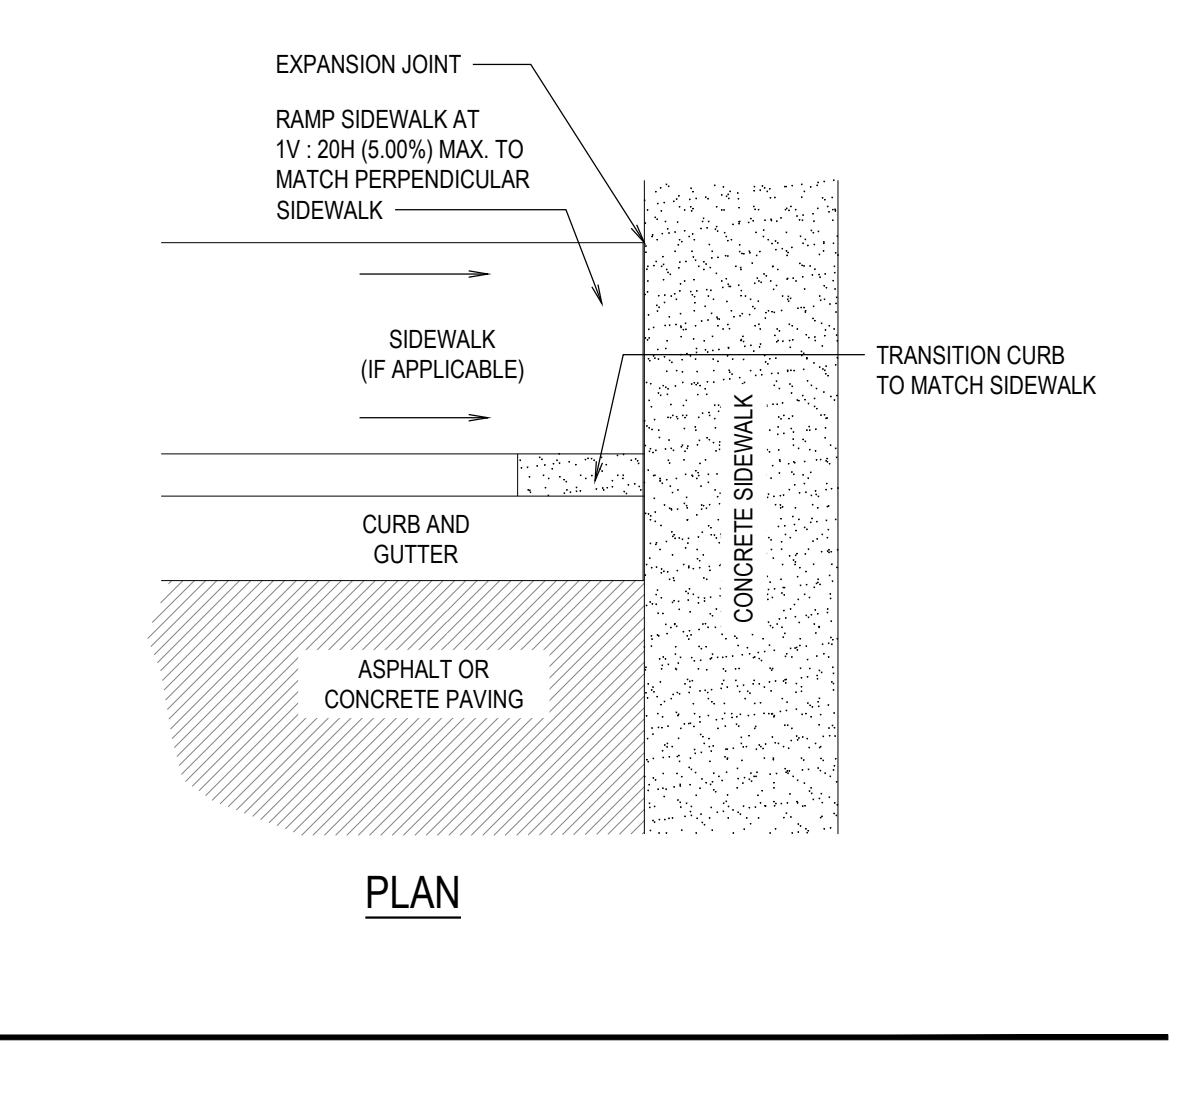 EXPANSION JOINT
RAMP SIDEWALK AT
1V : 20H (5.00%) MAX. TO
MATCH PERPENDICULAR
SIDEWALK
SIDEWALK
(IF APPLICABLE)
TRANSITION CURB
TO MATCH SIDEWALK
CONCRETE SIDEWALK
CURB AND
GUTTER
ASPHALT OR
CONCRETE PAVING
PLAN